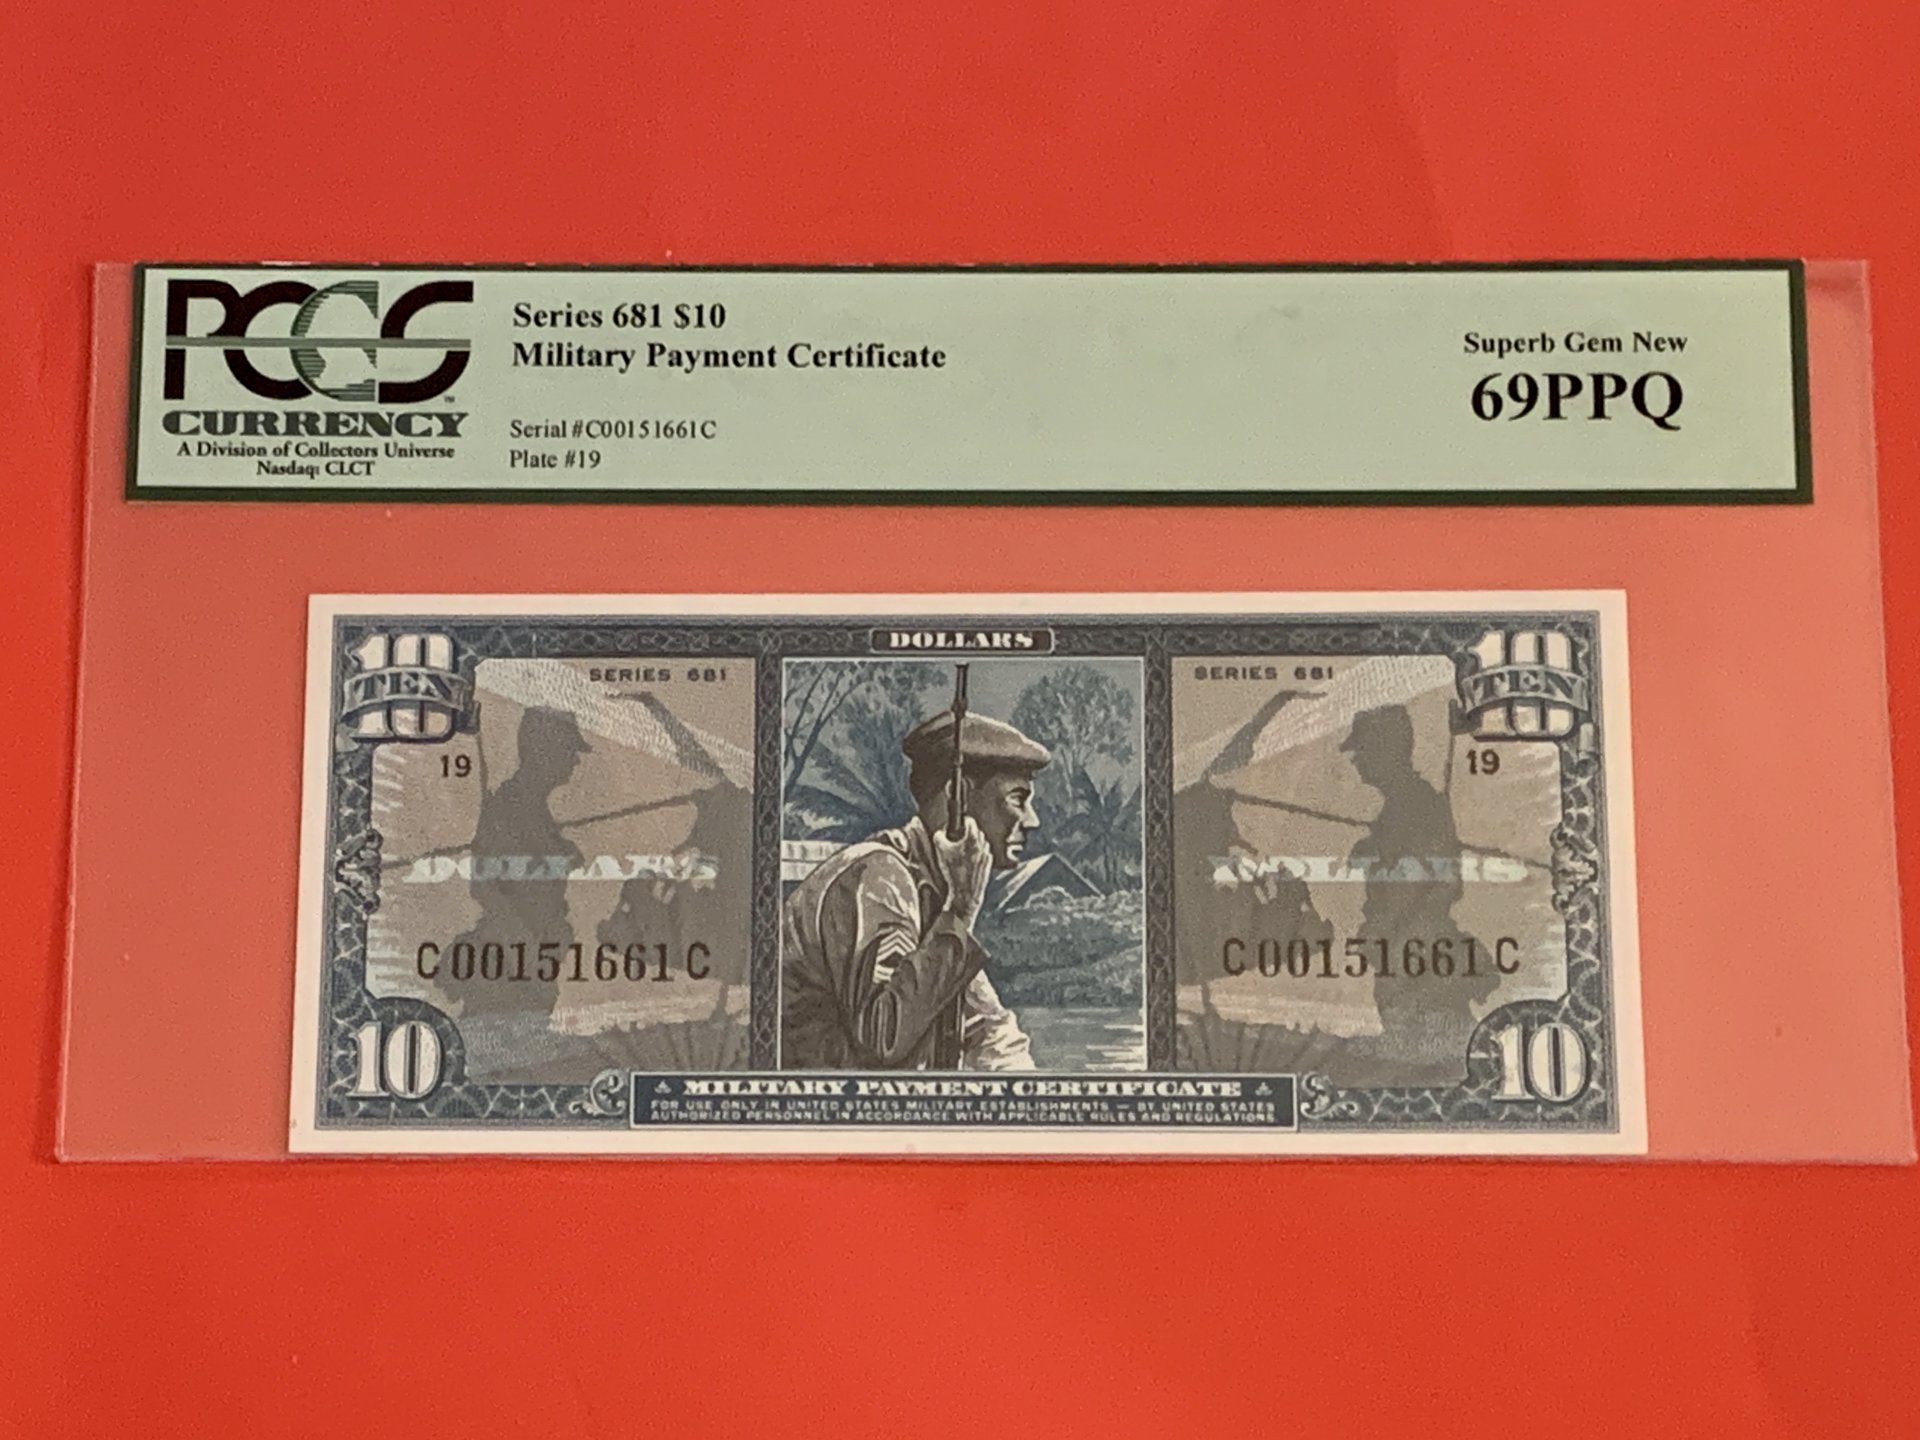 PCGS
CURRENCY
A Division of Collectors Universe
Nasdaq: CLCT
Series 681 $10
Military Payment Certificate
Serial #C00151661C
Plate #19
Superb Gem New
69PPQ
10
TEN
DOLLARS
10
TEN
SERIES 681
SERIES 681
19
19
DOLLARS
DOLLARS
C00151661C
C00151661C
10
10
MILITARY PAYMENT CERTIFICATE
FOR USE ONLY IN UNITED STATES MILITARY ESTABLISHMENTS — BY UNITED STATES
AUTHORIZED PERSONNEL IN ACCORDANCE WITH APPLICABLE RULES AND REGULATIONS